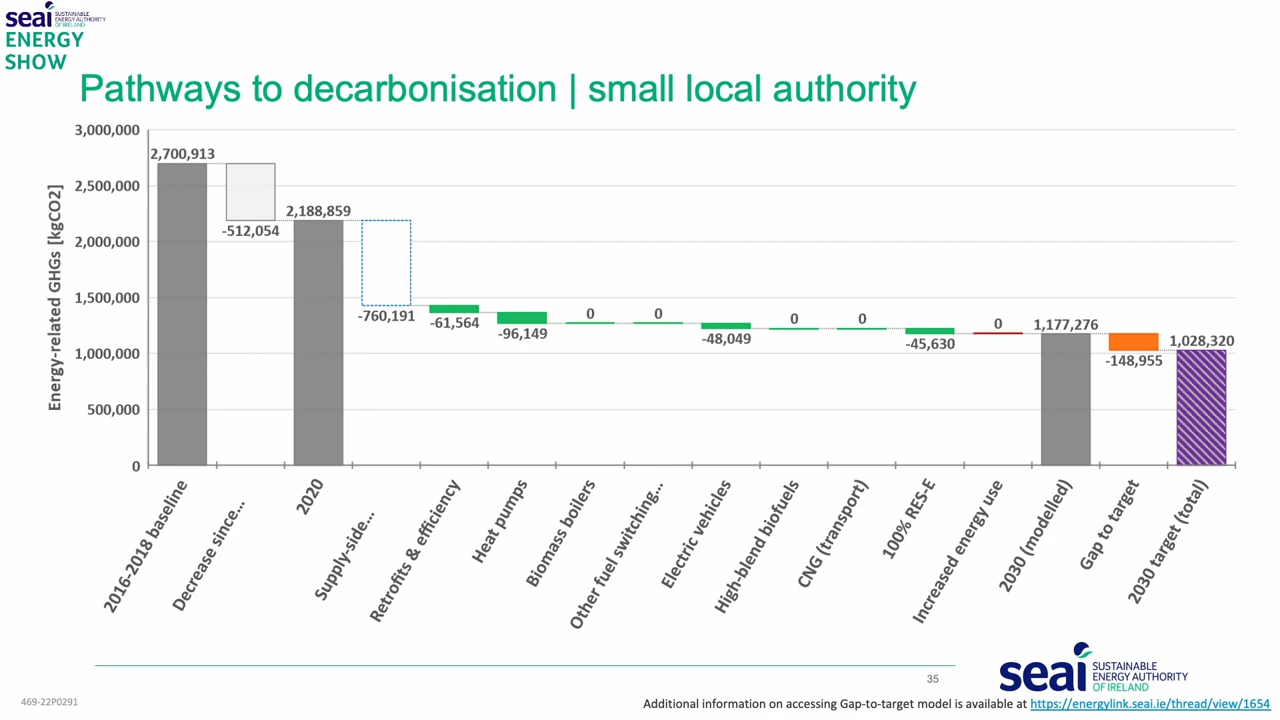 seai SUSTAINABLE
ENERGY AUTHORITY
OF IRELAND
ENERGY
SHOW
Pathways to decarbonisation | small local authority
Energy-related GHGs [kgCO2]
3,000,000
2,500,000
2,000,000
1,500,000
1,000,000
500,000
0
2,700,913
-512,054
2,188,859
-760,191
-61,564
-96,149
0
0
-48,049
0
0
-45,630
0
1,177,276
-148,955
1,028,320
2016-2018 baseline
Decrease since...
2020
Supply-side...
Retrofits & efficiency
Heat pumps
Biomass boilers
Other fuel switching...
Electric vehicles
High-blend biofuels
CNG (transport)
100% RES-E
Increased energy use
2030 (modelled)
Gap to target
2030 target (total)
35
seai SUSTAINABLE
ENERGY AUTHORITY
OF IRELAND
469-22P0291
Additional information on accessing Gap-to-target model is available at https://energylink.seai.ie/thread/view/1654